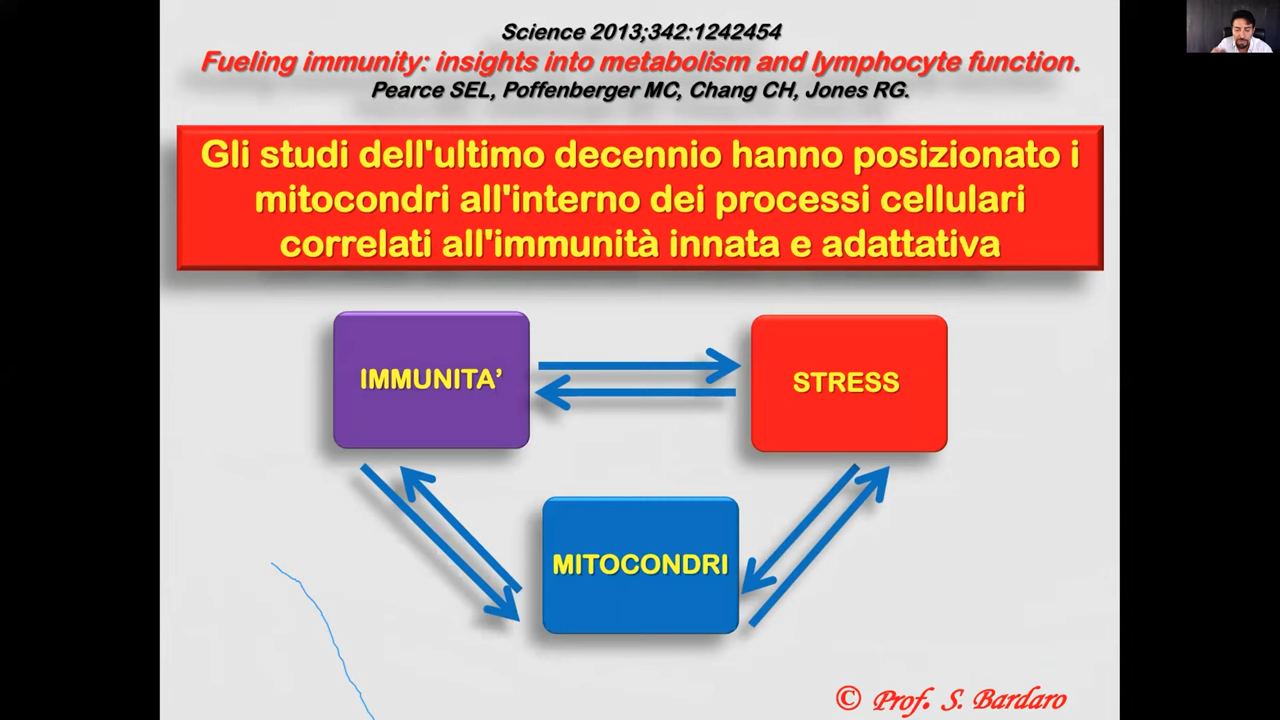 Science 2013;342:1242454
Fueling immunity: insights into metabolism and lymphocyte function.
Pearce SEL, Poffenberger MC, Chang CH, Jones RG.
Gli studi dell'ultimo decennio hanno posizionato i
mitocondri all'interno dei processi cellulari
correlati all'immunità innata e adattativa
IMMUNITA’
STRESS
MITOCONDRI
© Prof. S. Bardaro